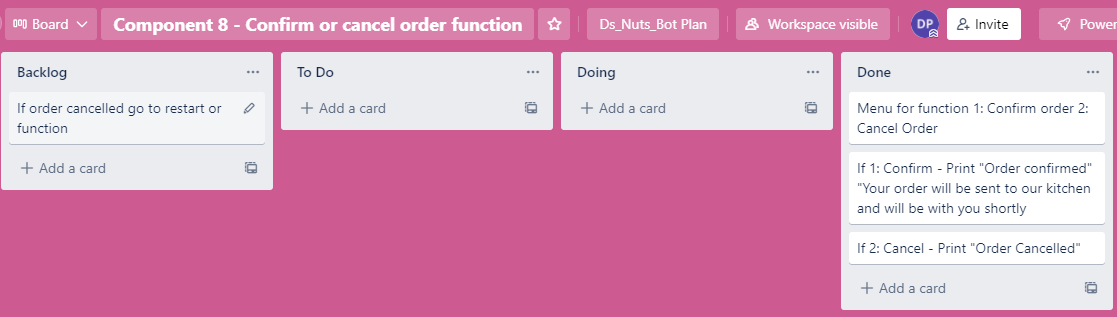 Board
Component 8 - Confirm or cancel order function
Ds_Nuts_Bot Plan
Workspace visible
DP
Invite
Power
Backlog
If order cancelled go to restart or
function
Add a card
To Do
Add a card
Doing
Add a card
Done
Menu for function 1: Confirm order 2:
Cancel Order
If 1: Confirm - Print "Order confirmed"
"Your order will be sent to our kitchen
and will be with you shortly
If 2: Cancel - Print "Order Cancelled"
Add a card